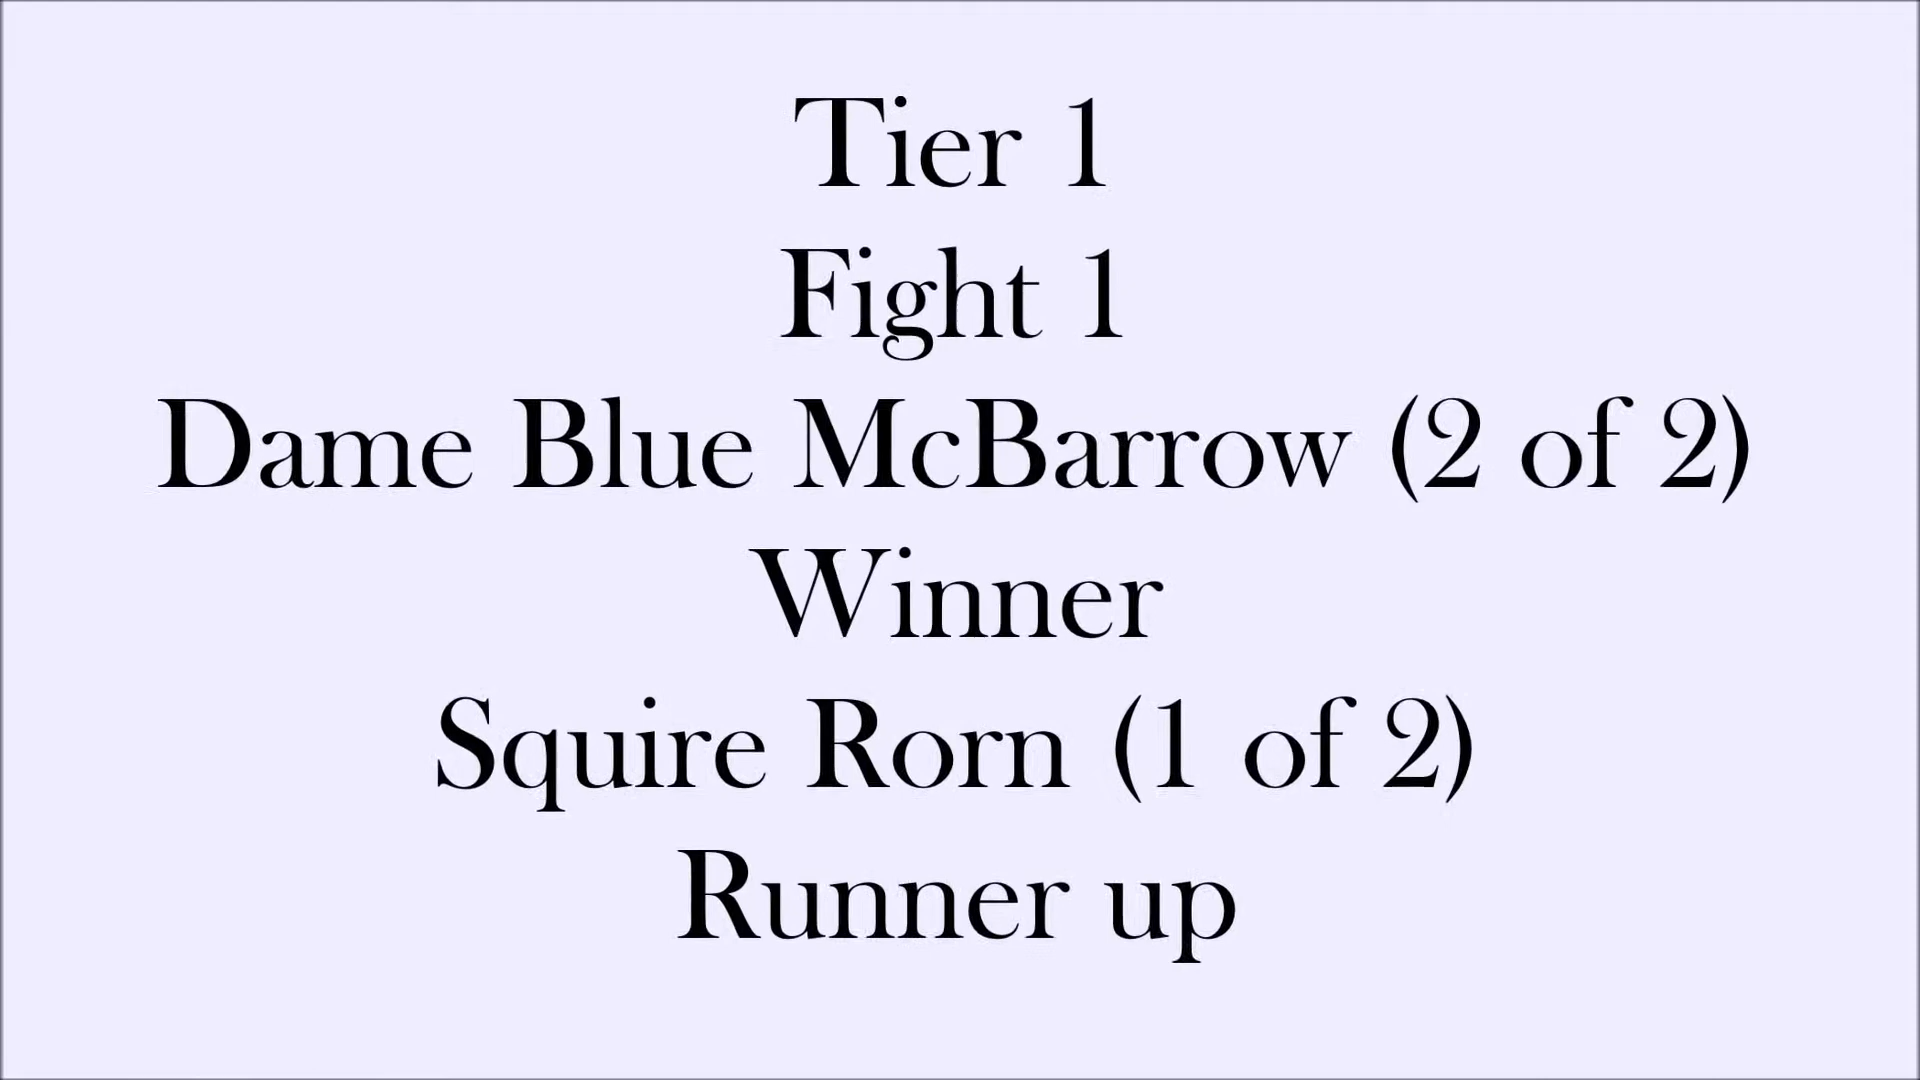 Tier 1
Fight 1
Dame Blue McBarrow (2 of 2)
Winner
Squire Rorn (1 of 2)
Runner up